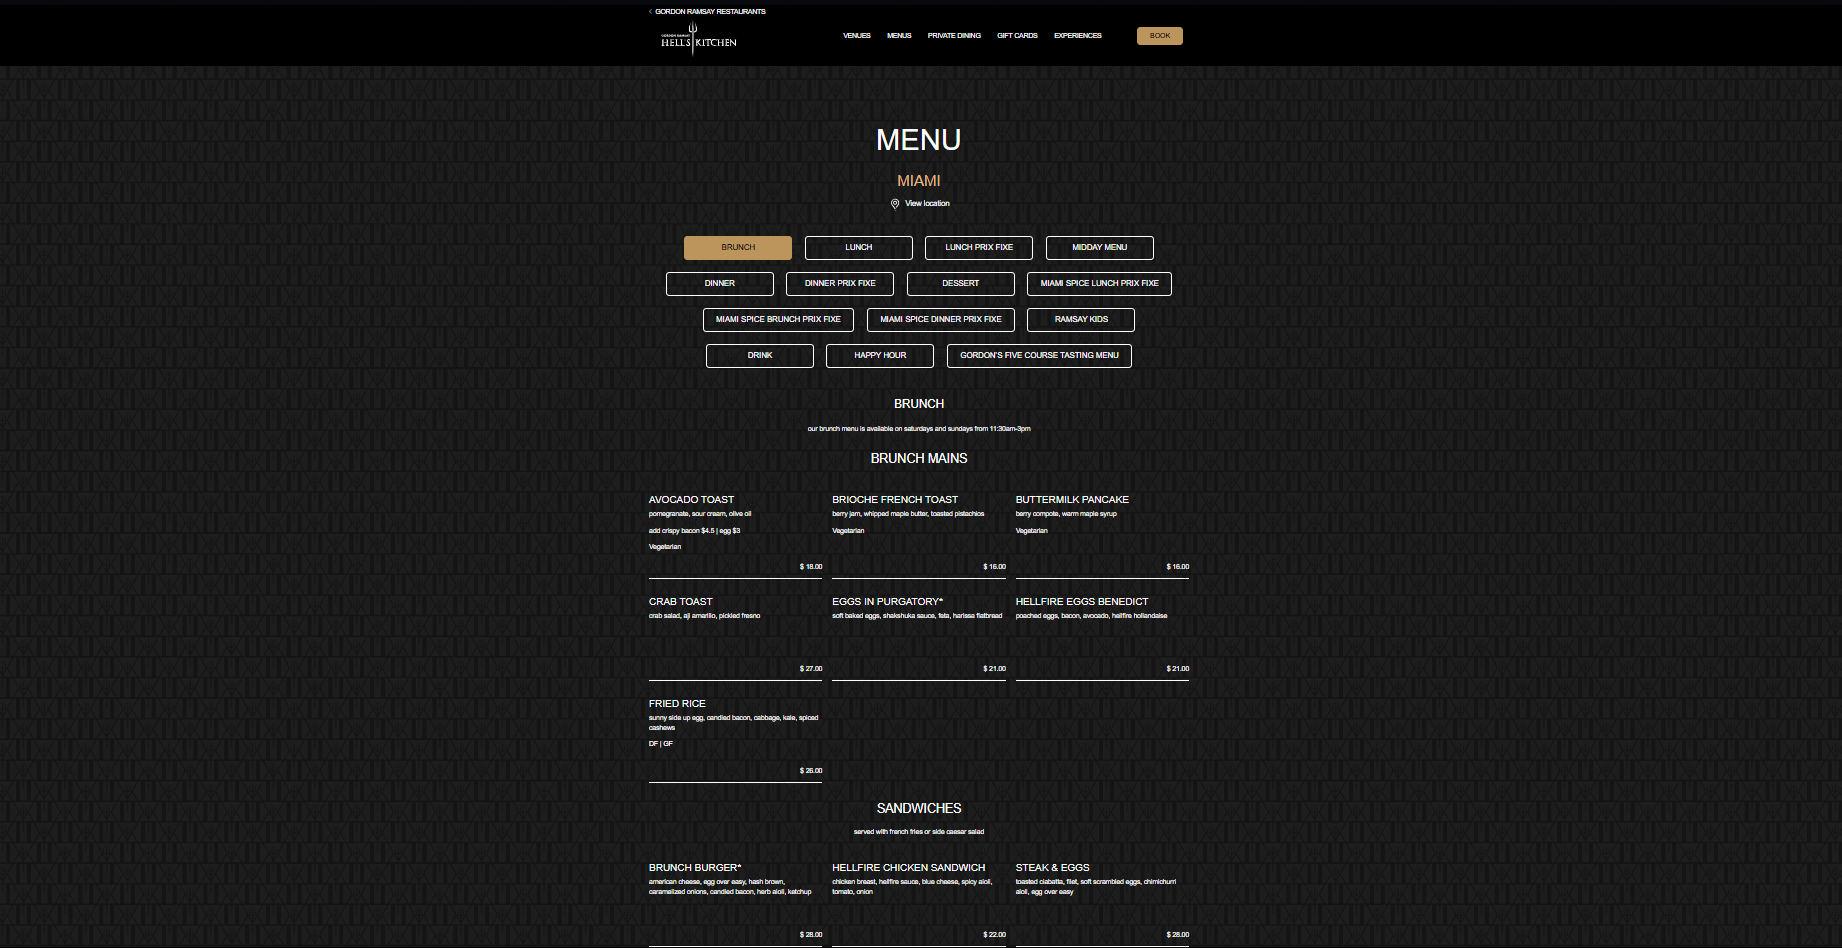 GORDON RAMSAY RESTAURANTS
GORDON RAMSAY
HELL'S KITCHEN
VENUES
MENUS
PRIVATE DINING
GIFT CARDS
EXPERIENCES
BOOK
MENU
MIAMI
View location
BRUNCH
LUNCH
LUNCH PRIX FIXE
MIDDAY MENU
DINNER
DINNER PRIX FIXE
DESSERT
MIAMI SPICE LUNCH PRIX FIXE
MIAMI SPICE BRUNCH PRIX FIXE
MIAMI SPICE DINNER PRIX FIXE
RAMSAY KIDS
DRINK
HAPPY HOUR
GORDON'S FIVE COURSE TASTING MENU
BRUNCH
our brunch menu is available on saturdays and sundays from 11:30am-3pm
BRUNCH MAINS
AVOCADO TOAST
pomegranate, sour cream, olive oil
add crispy bacon $4.5 | egg $3
Vegetarian
$ 18.00
BRIOCHE FRENCH TOAST
berry jam, whipped maple butter, toasted pistachios
Vegetarian
$ 16.00
BUTTERMILK PANCAKE
berry compote, warm maple syrup
Vegetarian
$ 16.00
CRAB TOAST
crab salad, aji amarillo, pickled fresno
$ 27.00
EGGS IN PURGATORY*
soft baked eggs, shakshuka sauce, feta, harissa flatbread
$ 21.00
HELLFIRE EGGS BENEDICT
poached eggs, bacon, avocado, hellfire hollandaise
$ 21.00
FRIED RICE
sunny side up egg, candied bacon, cabbage, kale, spiced
cashews
DF | GF
$ 26.00
SANDWICHES
served with french fries or side caesar salad
BRUNCH BURGER*
american cheese, egg over easy, hash brown,
caramelized onions, candied bacon, herb aioli, ketchup
$ 28.00
HELLFIRE CHICKEN SANDWICH
chicken breast, hellfire sauce, blue cheese, spicy aioli,
tomato, onion
$ 22.00
STEAK & EGGS
toasted ciabatta, filet, soft scrambled eggs, chimichurri
aioli, egg over easy
$ 28.00